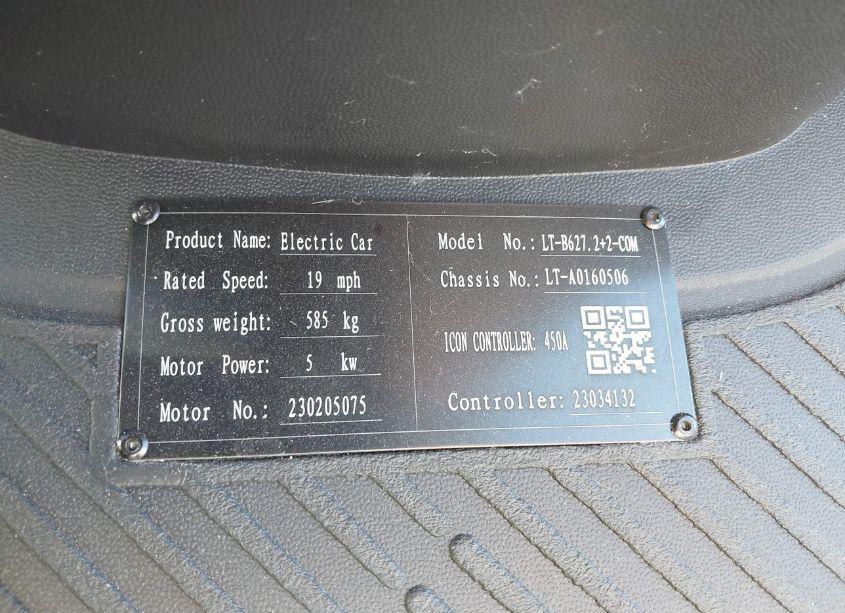 Product Name: Electric Car
Rated Speed: 19 mph
Gross weight: 585 kg
Motor Power: 5 kw
Motor No.: 230205075
Model No.: LT-B627.2+2-COM
Chassis No.: LT-A0160506
ICON CONTROLLER: 450A
Controller: 23034132